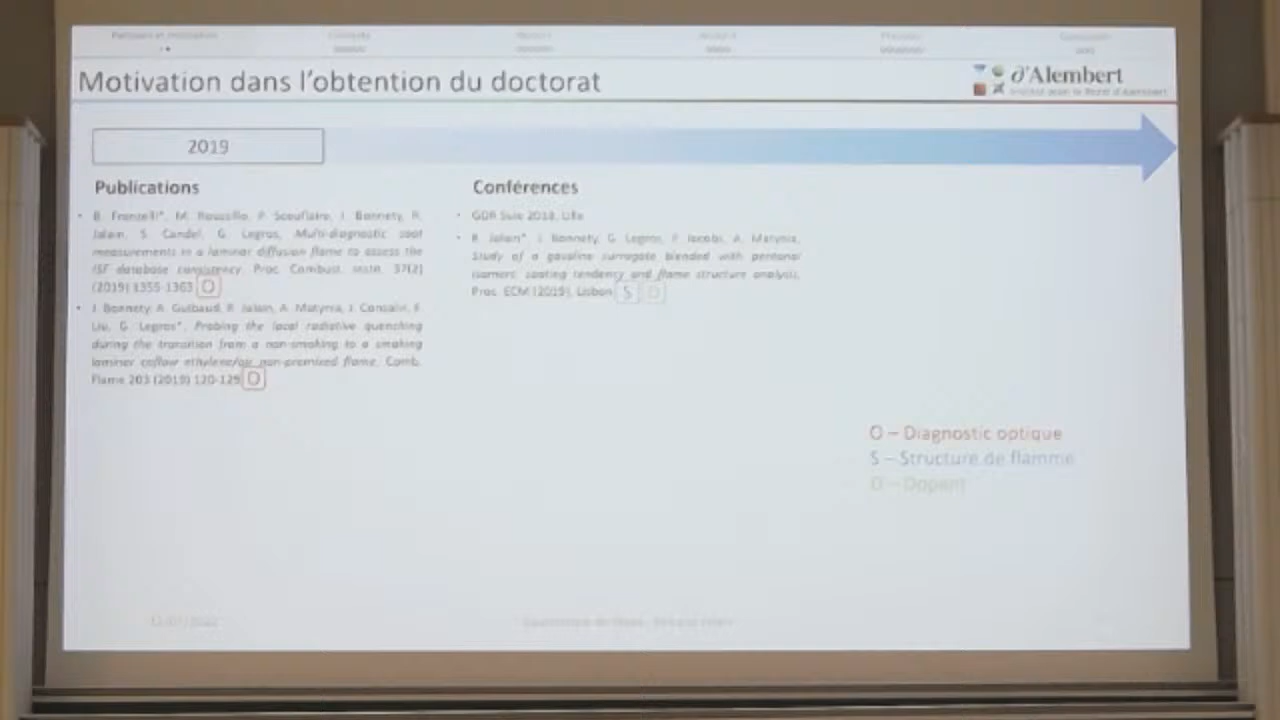 Motivation dans l'obtention du doctorat
∂'Alembert
2019
Publications
B. Franzelli*, M. Roussillo, P. Scouflaire, J. Bonnety, R.
Jalain, S. Candel, G. Legros, Multi-diagnostic soot
measurements in a laminar diffusion flame to assess the
ISF database consistency. Proc. Combust. Instit. 37(2)
(2019) 1355-1363 O
J. Bonnety, A. Guibaud, R. Jalain, A. Matynia, J. Consalvi, F.
Liu, G. Legros*, Probing the local radiative quenching
during the transition from a non-smoking to a smoking
laminar coflow ethylene/air non-premixed flame, Comb.
Flame 203 (2019) 120-129 O
Conférences
GDR Suie 2018, Lille
R. Jalain*, J. Bonnety, G. Legros, A. Matynia,
Study of a gasoline surrogate blended with pentanol
isomers: sooting tendency and flame structure analysis,
Proc. ECM (2019), Lisbon S D
O – Diagnostic optique
S – Structure de flamme
D – Dopant